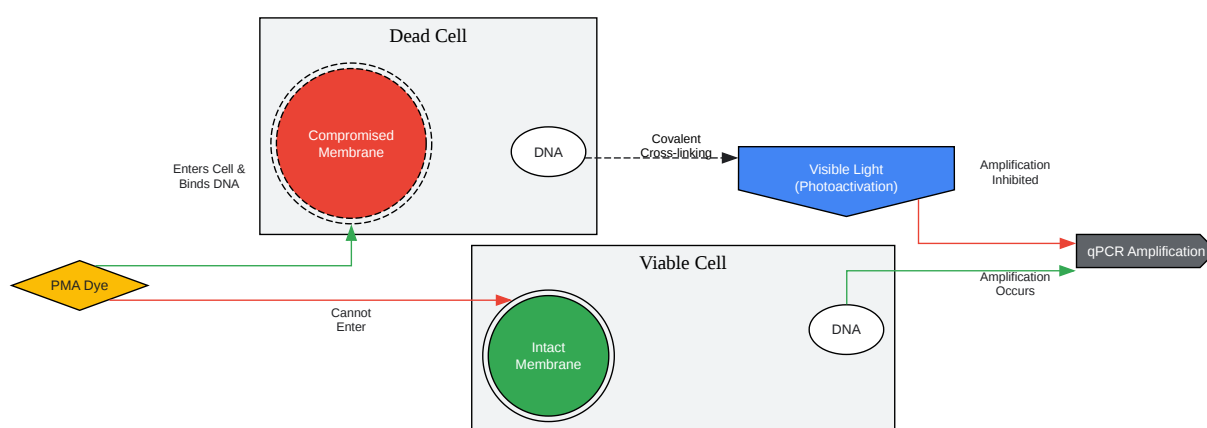 Dead Cell
Compromised
Membrane
DNA
Covalent
Cross-linking
Visible Light
(Photoactivation)
Amplification
Inhibited
Enters Cell &
Binds DNA
qPCR Amplification
Viable Cell
PMA Dye
Cannot
Enter
Amplification
Occurs
DNA
Intact
Membrane